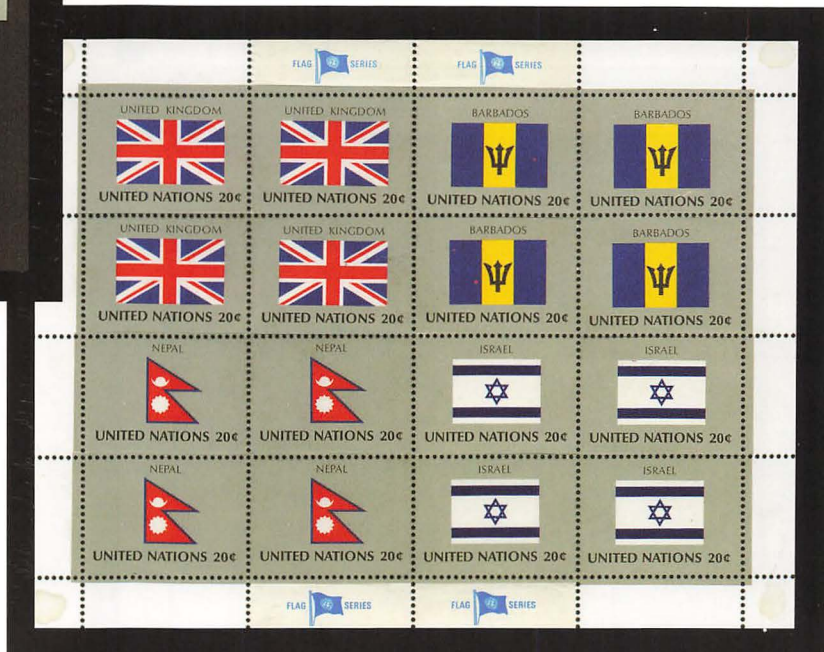 FLAG SERIES FLAG SERIES
UNITED KINGDOM UNITED KINGDOM BARBADOS BARBADOS
UNITED NATIONS 20¢ UNITED NATIONS 20¢ UNITED NATIONS 20¢ UNITED NATIONS 20¢
UNITED KINGDOM UNITED KINGDOM BARBADOS BARBADOS
UNITED NATIONS 20¢ UNITED NATIONS 20¢ UNITED NATIONS 20¢ UNITED NATIONS 20¢
NEPAL NEPAL ISRAEL ISRAEL
UNITED NATIONS 20¢ UNITED NATIONS 20¢ UNITED NATIONS 20¢ UNITED NATIONS 20¢
NEPAL NEPAL ISRAEL ISRAEL
UNITED NATIONS 20¢ UNITED NATIONS 20¢ UNITED NATIONS 20¢ UNITED NATIONS 20¢
FLAG SERIES FLAG SERIES